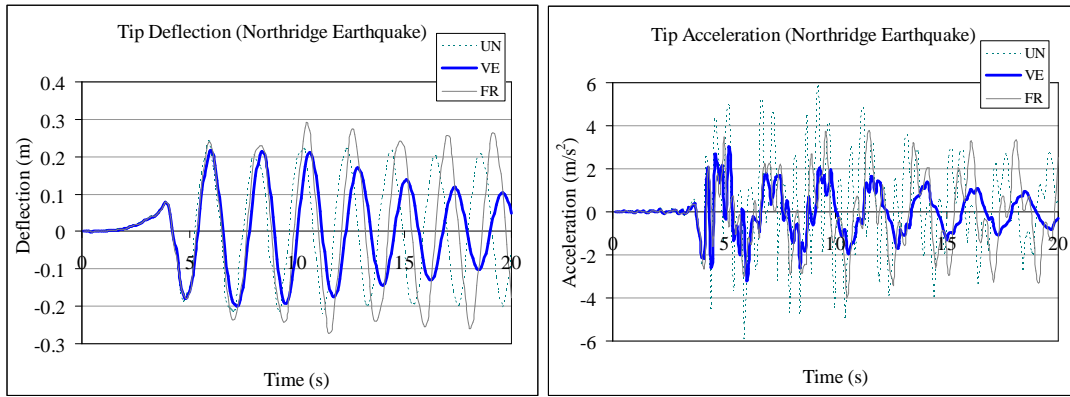 Tip Deflection (Northridge Earthquake)
UN
VE
FR
0.4
0.3
0.2
0.1
0
-0.1
-0.2
-0.3
0
5
10
15
20
Deflection (m)
Time (s)
Tip Acceleration (Northridge Earthquake)
UN
VE
FR
6
4
2
0
-2
-4
-6
0
5
10
15
20
Acceleration (m/s²)
Time (s)